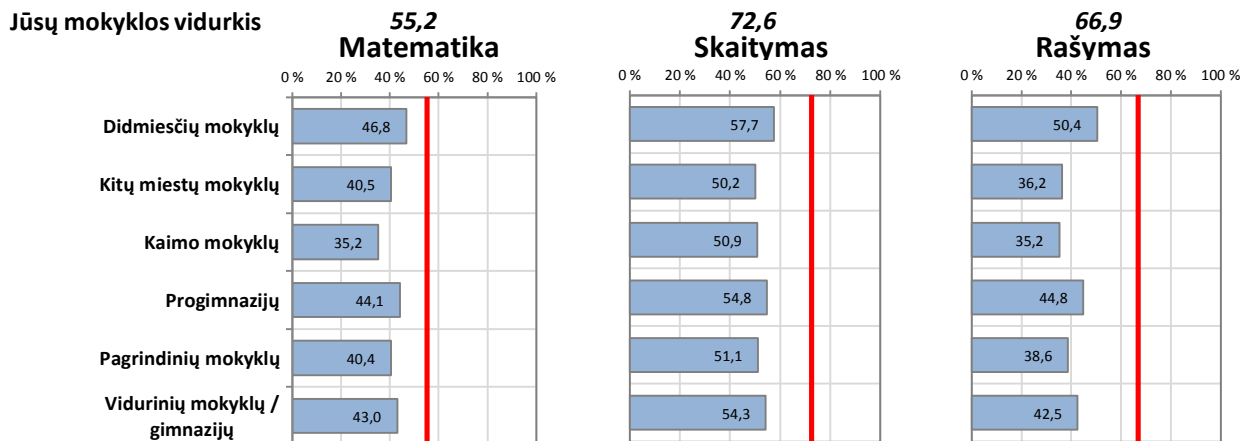 Jūsų mokyklos vidurkis 55,2 72,6 66,9
Matematika Skaitymas Rašymas
0 % 20 % 40 % 60 % 80 % 100 % 0 % 20 % 40 % 60 % 80 % 100 % 0 % 20 % 40 % 60 % 80 % 100 %
Didmiesčių mokyklų 46,8 57,7 50,4
Kitų miestų mokyklų 40,5 50,2 36,2
Kaimo mokyklų 35,2 50,9 35,2
Progimnazijų 44,1 54,8 44,8
Pagrindinių mokyklų 40,4 51,1 38,6
Vidurinių mokyklų /
gimnazijų 43,0 54,3 42,5